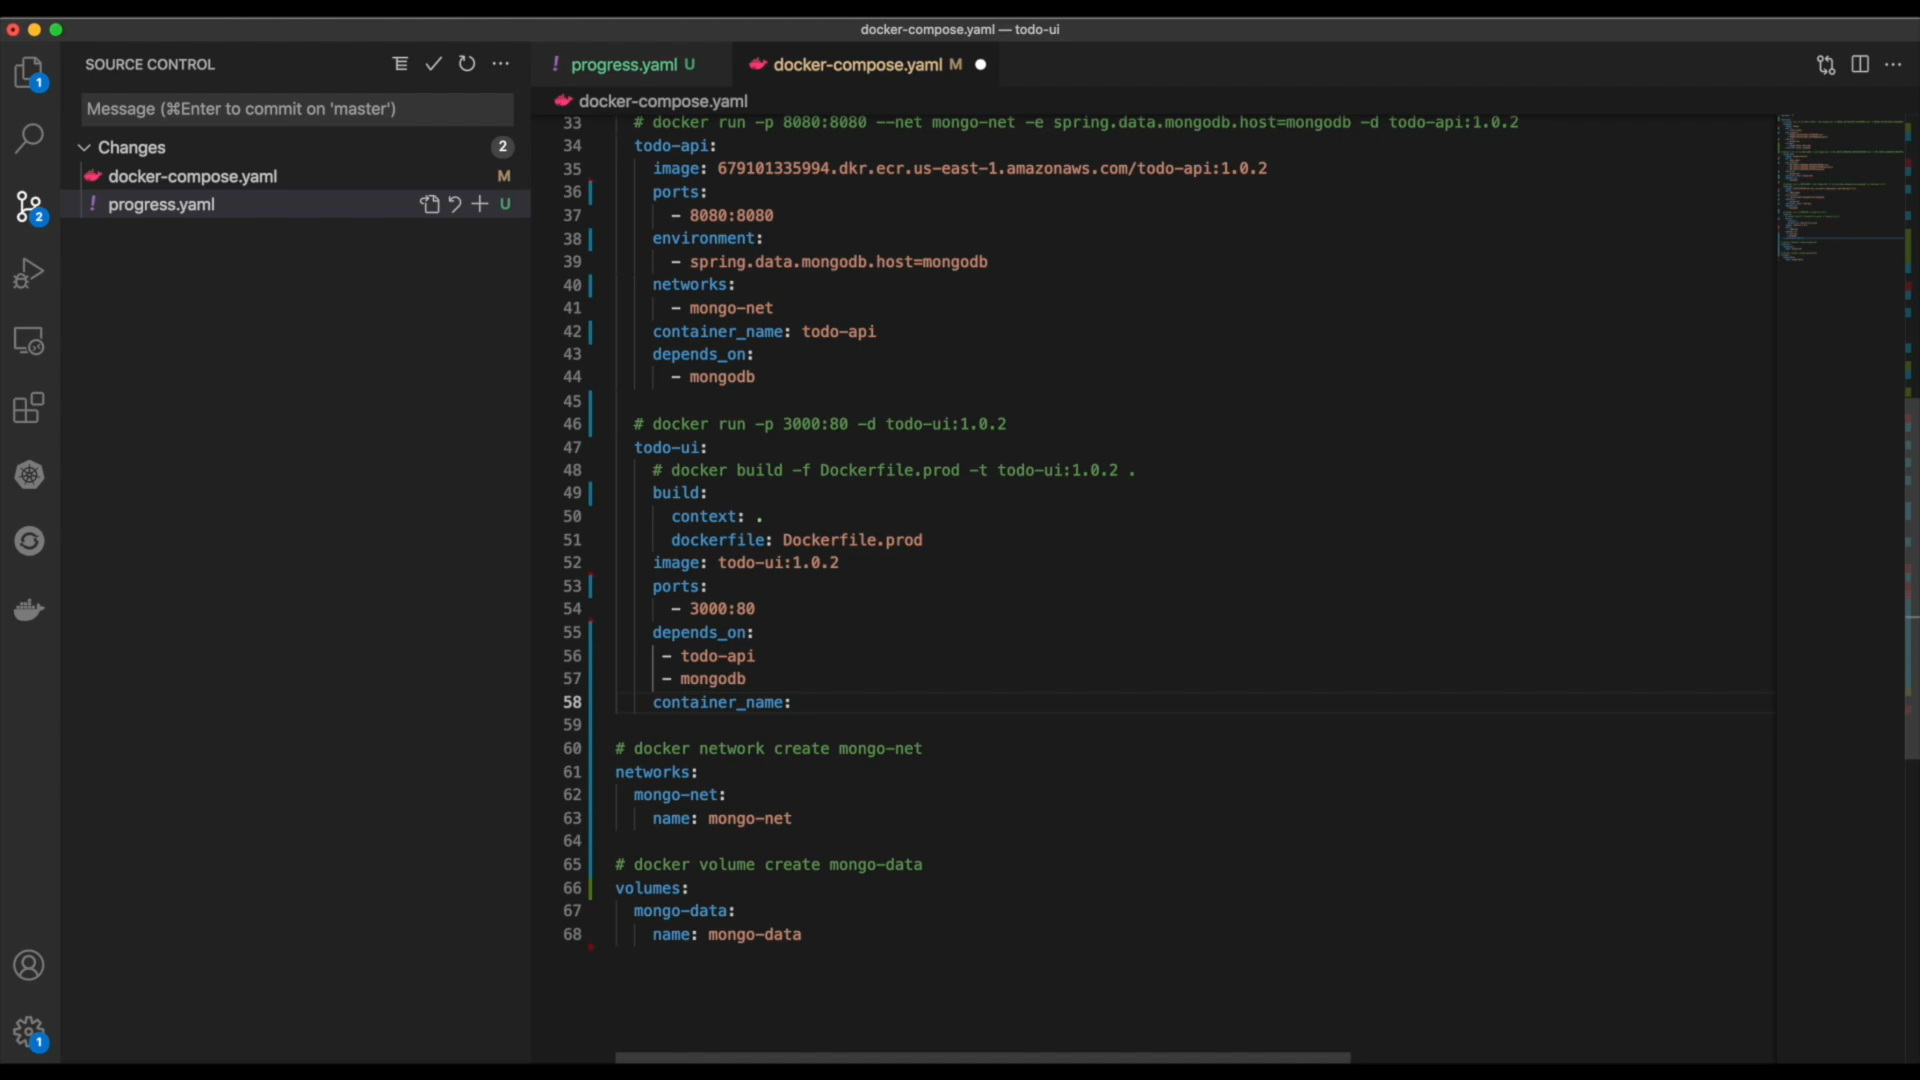 docker-compose.yaml — todo-ui
SOURCE CONTROL
Message (⌘Enter to commit on 'master')
Changes 2
docker-compose.yaml M
progress.yaml U
1
2
1
! progress.yaml U
docker-compose.yaml M
docker-compose.yaml
33 # docker run -p 8080:8080 --net mongo-net -e spring.data.mongodb.host=mongodb -d todo-api:1.0.2
34 todo-api:
35 image: 679101335994.dkr.ecr.us-east-1.amazonaws.com/todo-api:1.0.2
36 ports:
37 - 8080:8080
38 environment:
39 - spring.data.mongodb.host=mongodb
40 networks:
41 - mongo-net
42 container_name: todo-api
43 depends_on:
44 - mongodb
45
46 # docker run -p 3000:80 -d todo-ui:1.0.2
47 todo-ui:
48 # docker build -f Dockerfile.prod -t todo-ui:1.0.2 .
49 build:
50 context: .
51 dockerfile: Dockerfile.prod
52 image: todo-ui:1.0.2
53 ports:
54 - 3000:80
55 depends_on:
56 - todo-api
57 - mongodb
58 container_name:
59
60 # docker network create mongo-net
61 networks:
62 mongo-net:
63 name: mongo-net
64
65 # docker volume create mongo-data
66 volumes:
67 mongo-data:
68 name: mongo-data